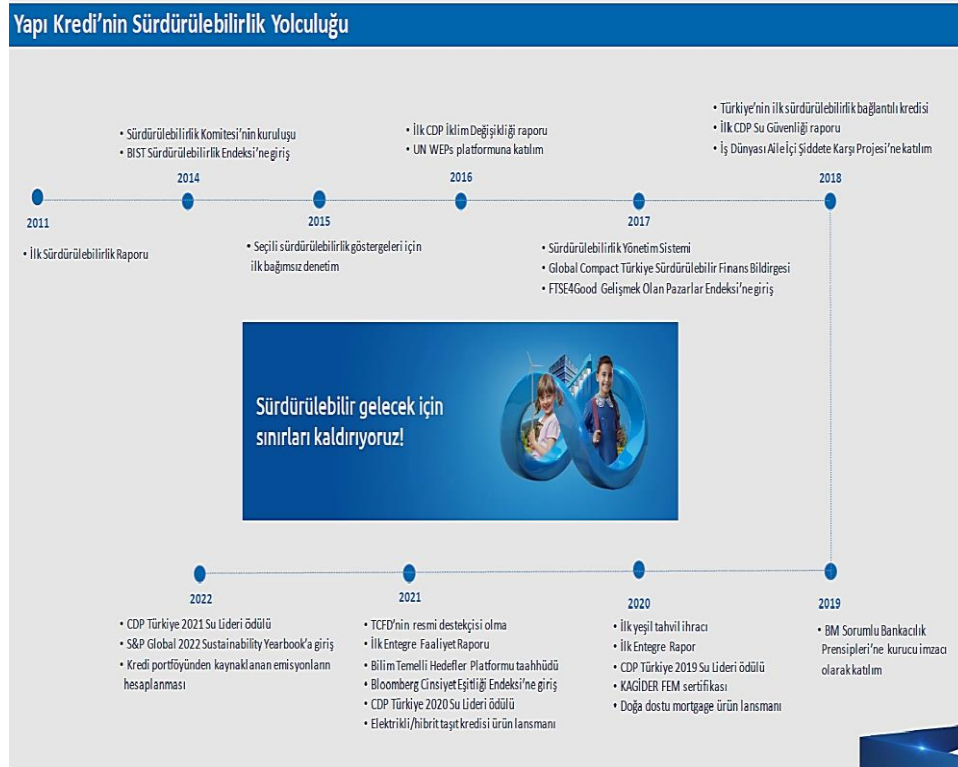 Yapı Kredi’nin Sürdürülebilirlik Yolculuğu
2011
• İlk Sürdürülebilirlik Raporu
• Sürdürülebilirlik Komitesi’nin kuruluşu
• BIST Sürdürülebilirlik Endeksi’ne giriş
2014
2015
• Seçili sürdürülebilirlik göstergeleri için
ilk bağımsız denetim
• İlk CDP İklim Değişikliği raporu
• UN WEPs platformuna katılım
2016
2017
• Sürdürülebilirlik Yönetim Sistemi
• Global Compact Türkiye Sürdürülebilir Finans Bildirgesi
• FTSE4Good Gelişmek Olan Pazarlar Endeksi’ne giriş
• Türkiye’nin ilk sürdürülebilirlik bağlantılı kredisi
• İlk CDP Su Güvenliği raporu
• İş Dünyası Aile İçi Şiddete Karşı Projesi’ne katılım
2018
Sürdürülebilir gelecek için
sınırları kaldırıyoruz!
2019
• BM Sorumlu Bankacılık
Prensipleri’ne kurucu imzacı
olarak katılım
2020
• İlk yeşil tahvil ihracı
• İlk Entegre Rapor
• CDP Türkiye 2019 Su Lideri ödülü
• KAGİDER FEM sertifikası
• Doğa dostu mortgage ürün lansmanı
2021
• TCFD’nin resmi destekçisi olma
• İlk Entegre Faaliyet Raporu
• Bilim Temelli Hedefler Platformu taahhüdü
• Bloomberg Cinsiyet Eşitliği Endeksi’ne giriş
• CDP Türkiye 2020 Su Lideri ödülü
• Elektrikli/hibrit taşıt kredisi ürün lansmanı
2022
• CDP Türkiye 2021 Su Lideri ödülü
• S&P Global 2022 Sustainability Yearbook’a giriş
• Kredi portföyünden kaynaklanan emisyonların
hesaplanması